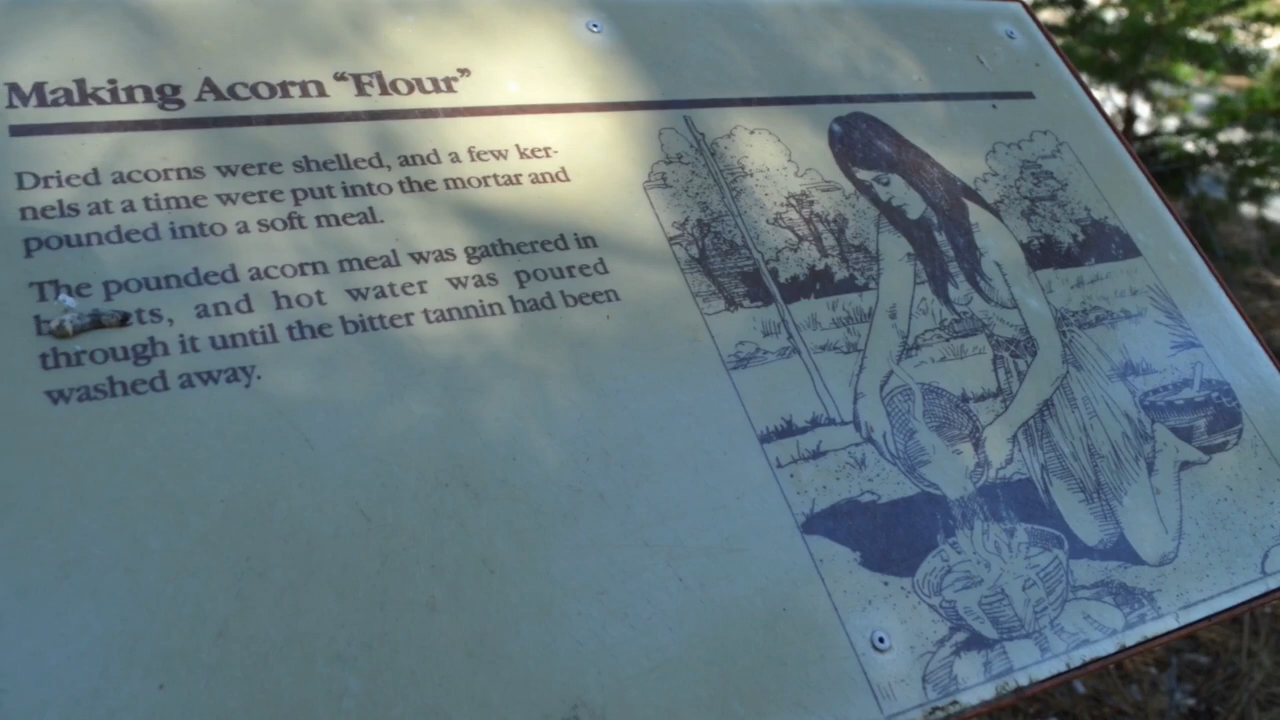 Making Acorn “Flour”
Dried acorns were shelled, and a few ker-
nels at a time were put into the mortar and
pounded into a soft meal.
The pounded acorn meal was gathered in
and hot water was poured
through it until the bitter tannin had been
washed away.